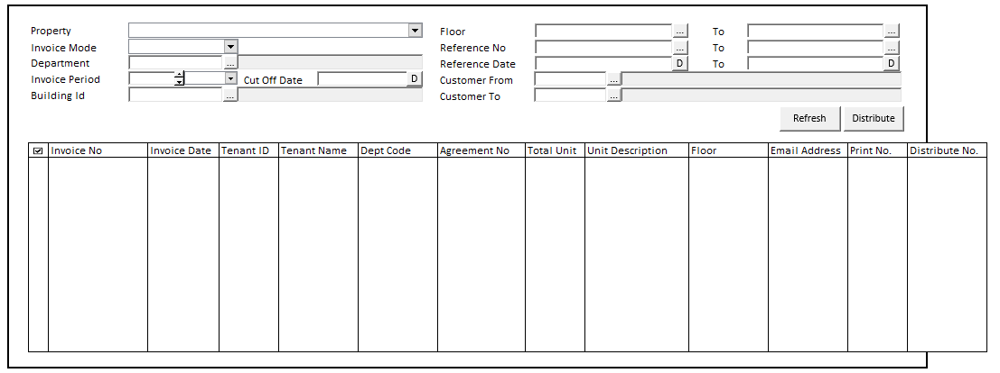 Property
Invoice Mode
Department ...
Invoice Period Cut Off Date D
Building Id ...
Floor ... To ...
Reference No ... To ...
Reference Date D To D
Customer From ...
Customer To ...
Refresh Distribute
Invoice No Invoice Date Tenant ID Tenant Name Dept Code Agreement No Total Unit Unit Description Floor Email Address Print No. Distribute No.